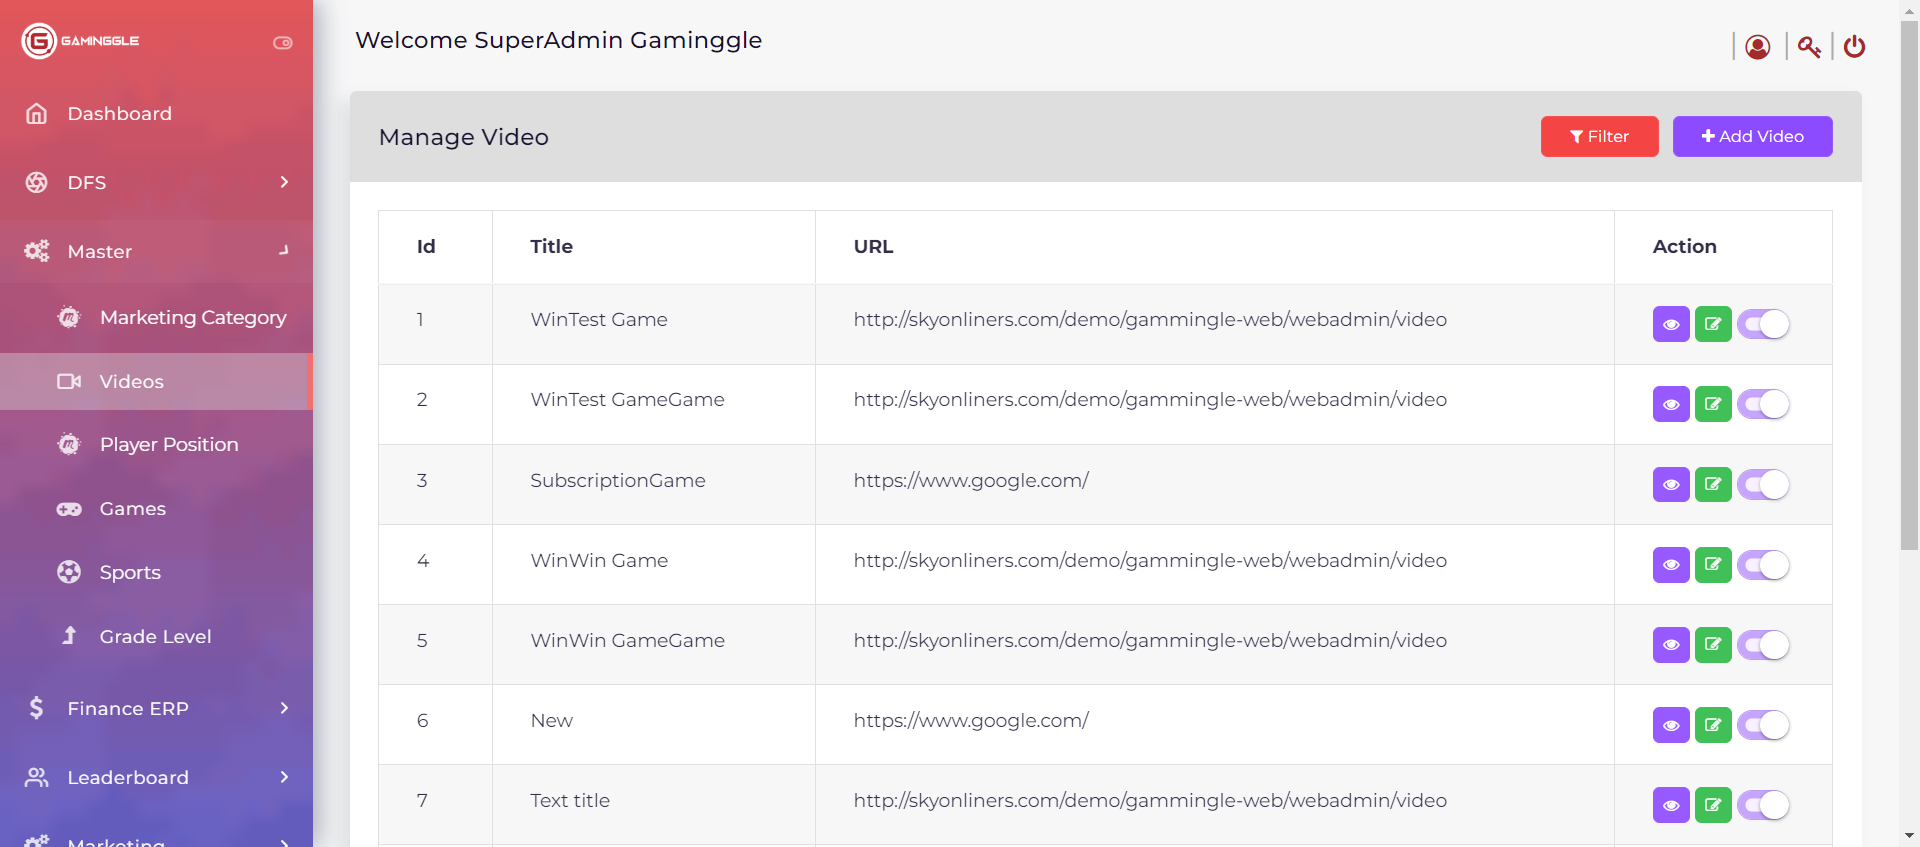 GAMINGGLE
Welcome SuperAdmin Gaminggle
Dashboard
DFS
Master
Marketing Category
Videos
Player Position
Games
Sports
Grade Level
Finance ERP
Leaderboard
Marketing
Manage Video
Filter
Add Video
Id Title URL Action
1 WinTest Game http://skyonliners.com/demo/gammingle-web/webadmin/video
2 WinTest GameGame http://skyonliners.com/demo/gammingle-web/webadmin/video
3 SubscriptionGame https://www.google.com/
4 WinWin Game http://skyonliners.com/demo/gammingle-web/webadmin/video
5 WinWin GameGame http://skyonliners.com/demo/gammingle-web/webadmin/video
6 New https://www.google.com/
7 Text title http://skyonliners.com/demo/gammingle-web/webadmin/video